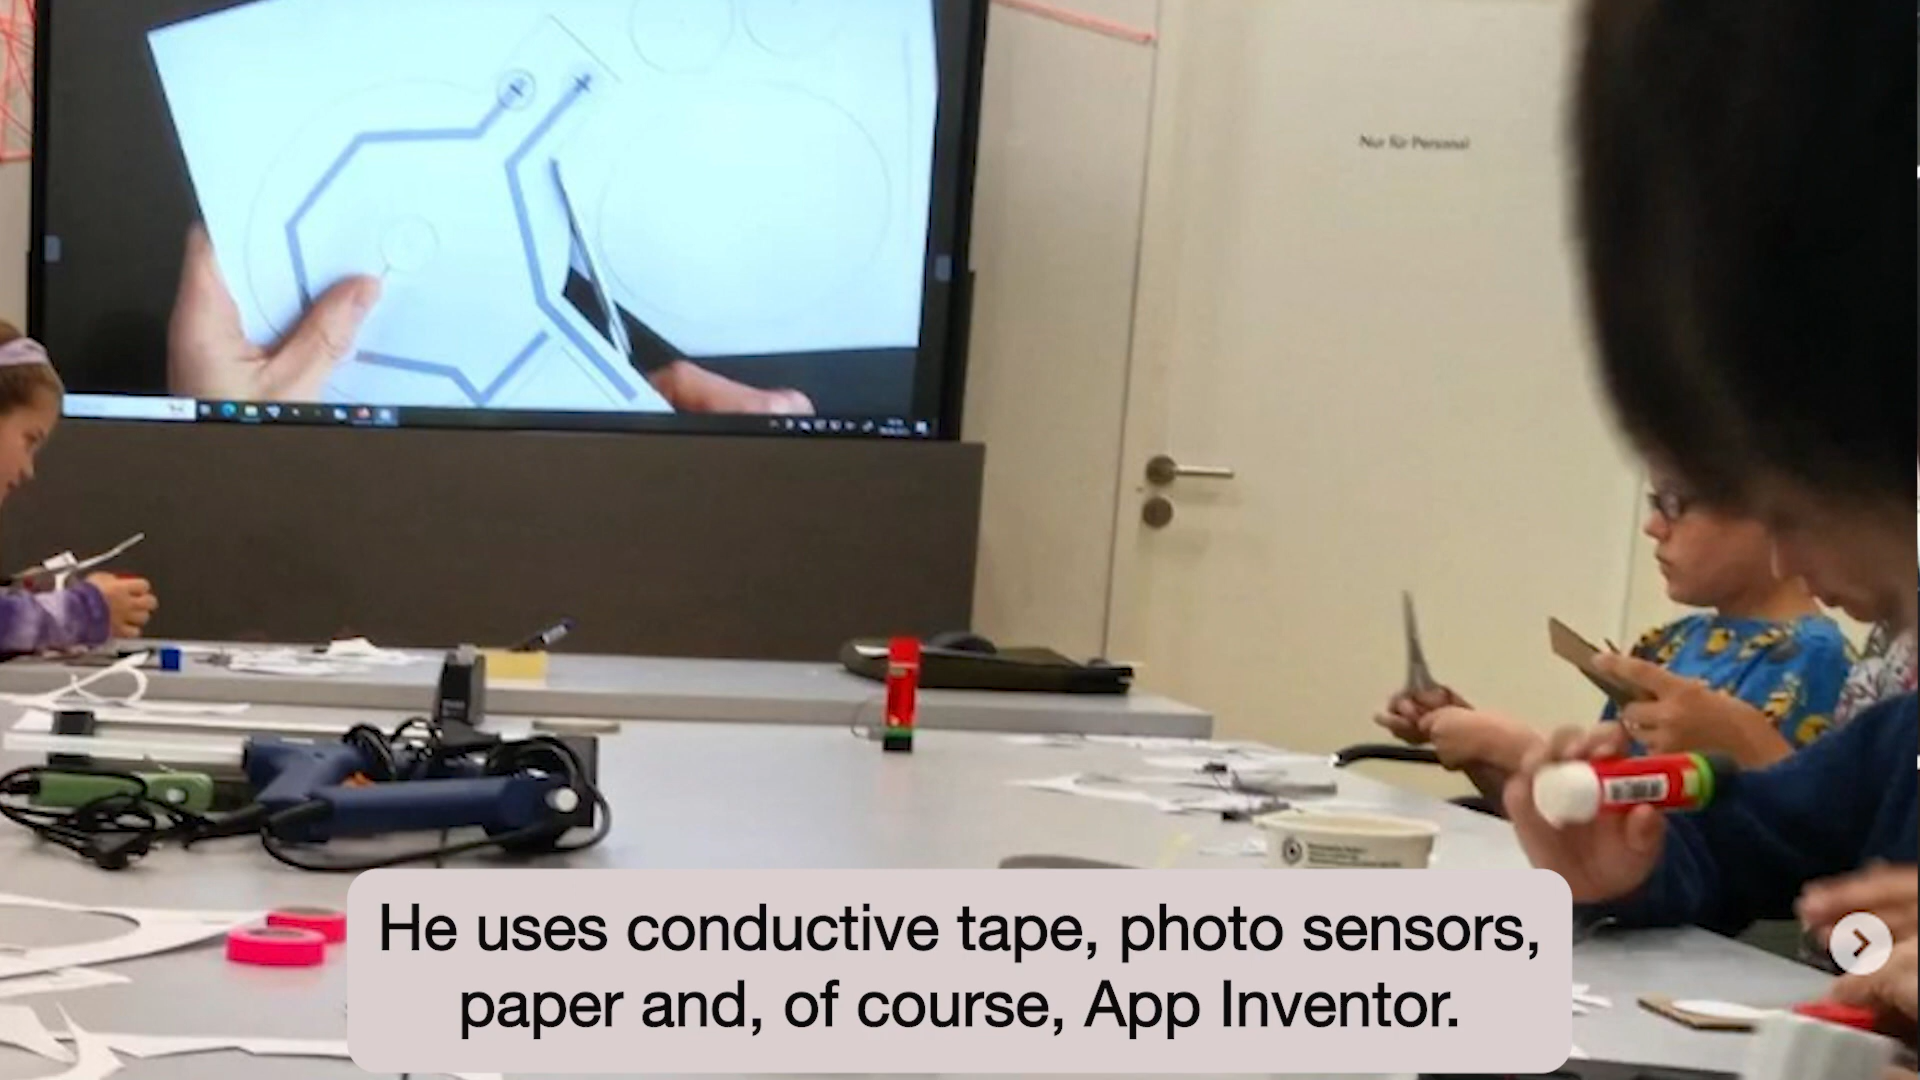 Nur für Personal
He uses conductive tape, photo sensors,
paper and, of course, App Inventor.